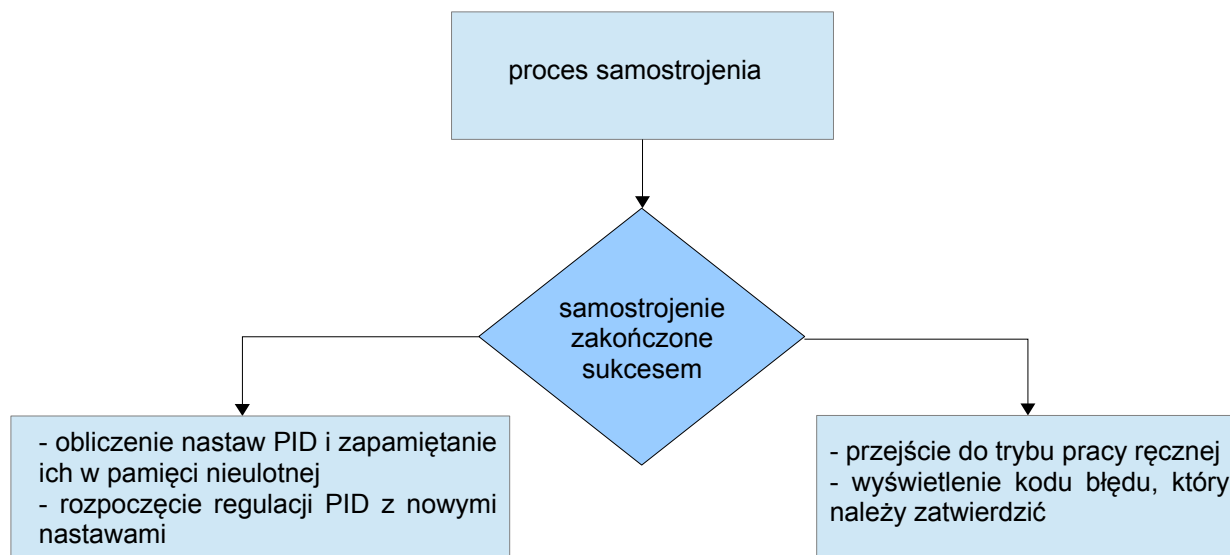 proces samostrojenia
samostrojenie
zakończone
sukcesem
- obliczenie nastaw PID i zapamiętanie
ich w pamięci nieulotnej
- rozpoczęcie regulacji PID z nowymi
nastawami
- przejście do trybu pracy ręcznej
- wyświetlenie kodu błędu, który
należy zatwierdzić